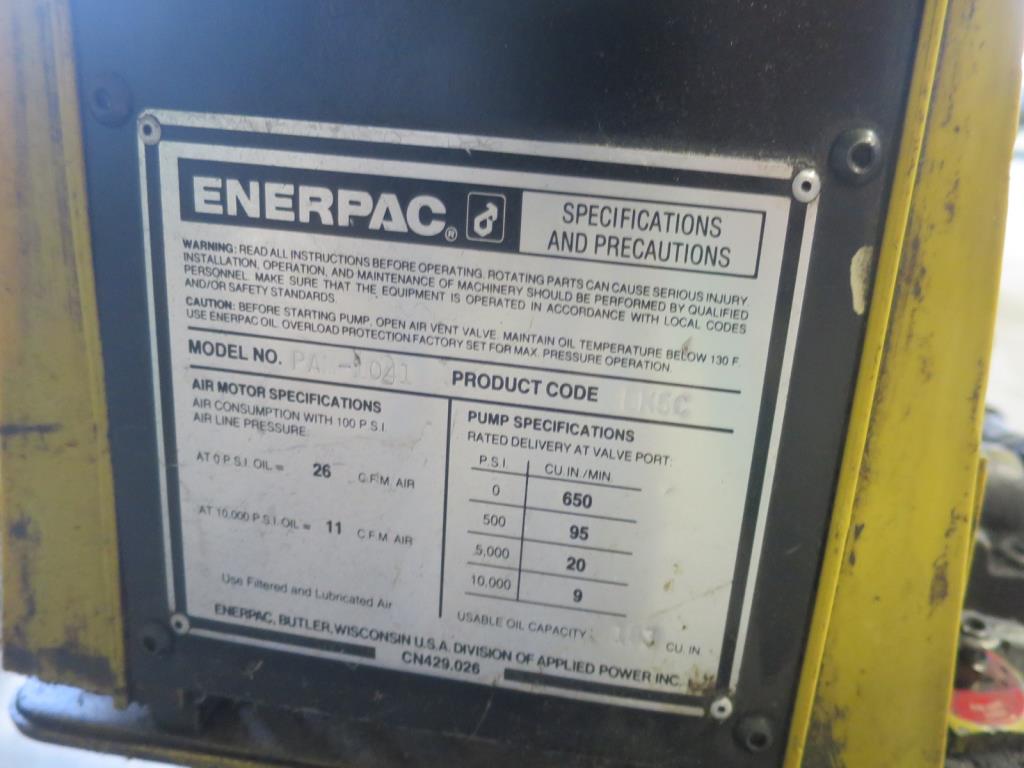 ENERPAC®
SPECIFICATIONS
AND PRECAUTIONS
WARNING: READ ALL INSTRUCTIONS BEFORE OPERATING. ROTATING PARTS CAN CAUSE SERIOUS INJURY.
INSTALLATION, OPERATION, AND MAINTENANCE OF MACHINERY SHOULD BE PERFORMED BY QUALIFIED
PERSONNEL. MAKE SURE THAT THE EQUIPMENT IS OPERATED IN ACCORDANCE WITH LOCAL CODES
AND/OR SAFETY STANDARDS.
CAUTION: BEFORE STARTING PUMP, OPEN AIR VENT VALVE. MAINTAIN OIL TEMPERATURE BELOW 130 F.
USE ENERPAC OIL. OVERLOAD PROTECTION FACTORY SET FOR MAX. PRESSURE OPERATION.
MODEL NO. PRODUCT CODE
AIR MOTOR SPECIFICATIONS
AIR CONSUMPTION WITH 100 P.S.I.
AIR LINE PRESSURE:
AT 0 P.S.I. OIL = 26 C.F.M. AIR
AT 10,000 P.S.I. OIL = 11 C.F.M. AIR
Use Filtered and Lubricated Air
PUMP SPECIFICATIONS
RATED DELIVERY AT VALVE PORT:
P.S.I. CU. IN./MIN.
0 650
500 95
5,000 20
10,000 9
USABLE OIL CAPACITY: CU. IN.
ENERPAC, BUTLER, WISCONSIN U.S.A. DIVISION OF APPLIED POWER INC.
CN429.026